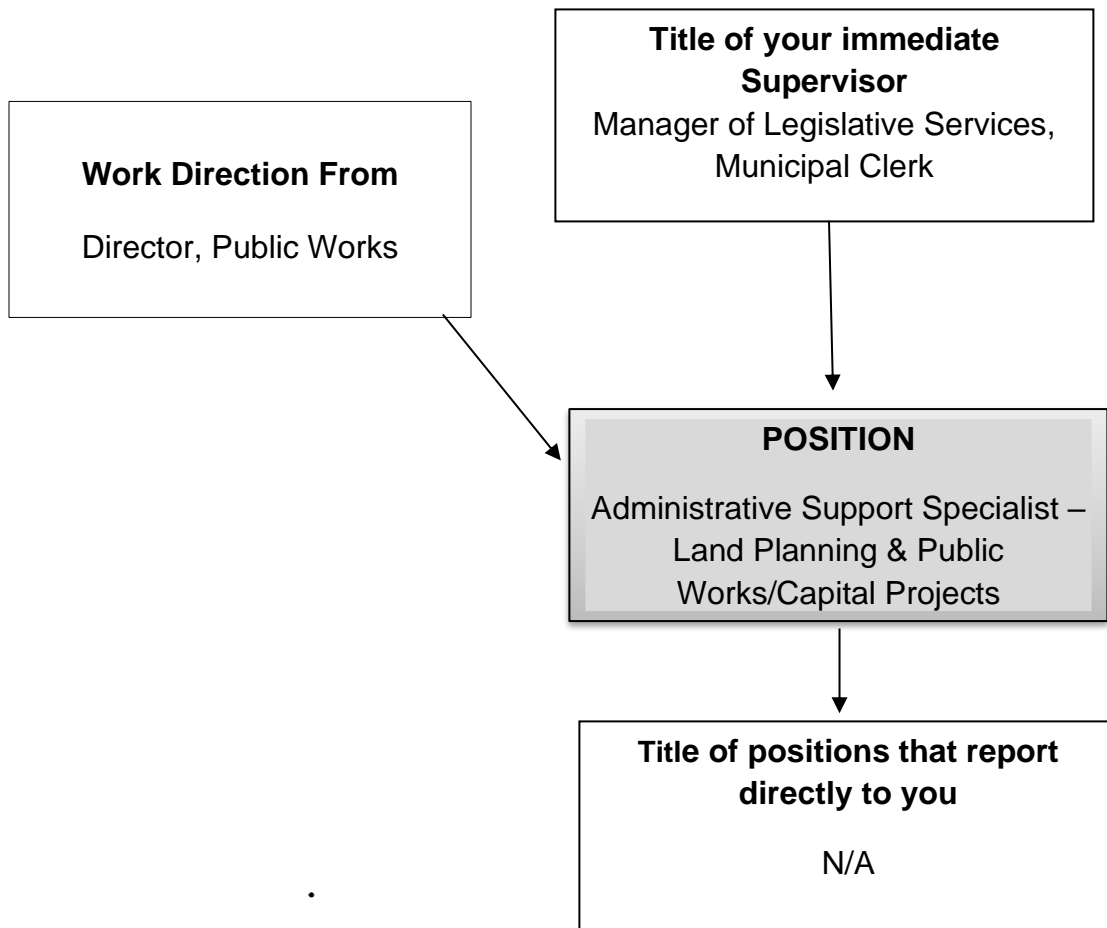 Title of your immediate
Supervisor
Manager of Legislative Services,
Municipal Clerk
Work Direction From
Director, Public Works
POSITION
Administrative Support Specialist –
Land Planning & Public
Works/Capital Projects
Title of positions that report
directly to you
N/A
.